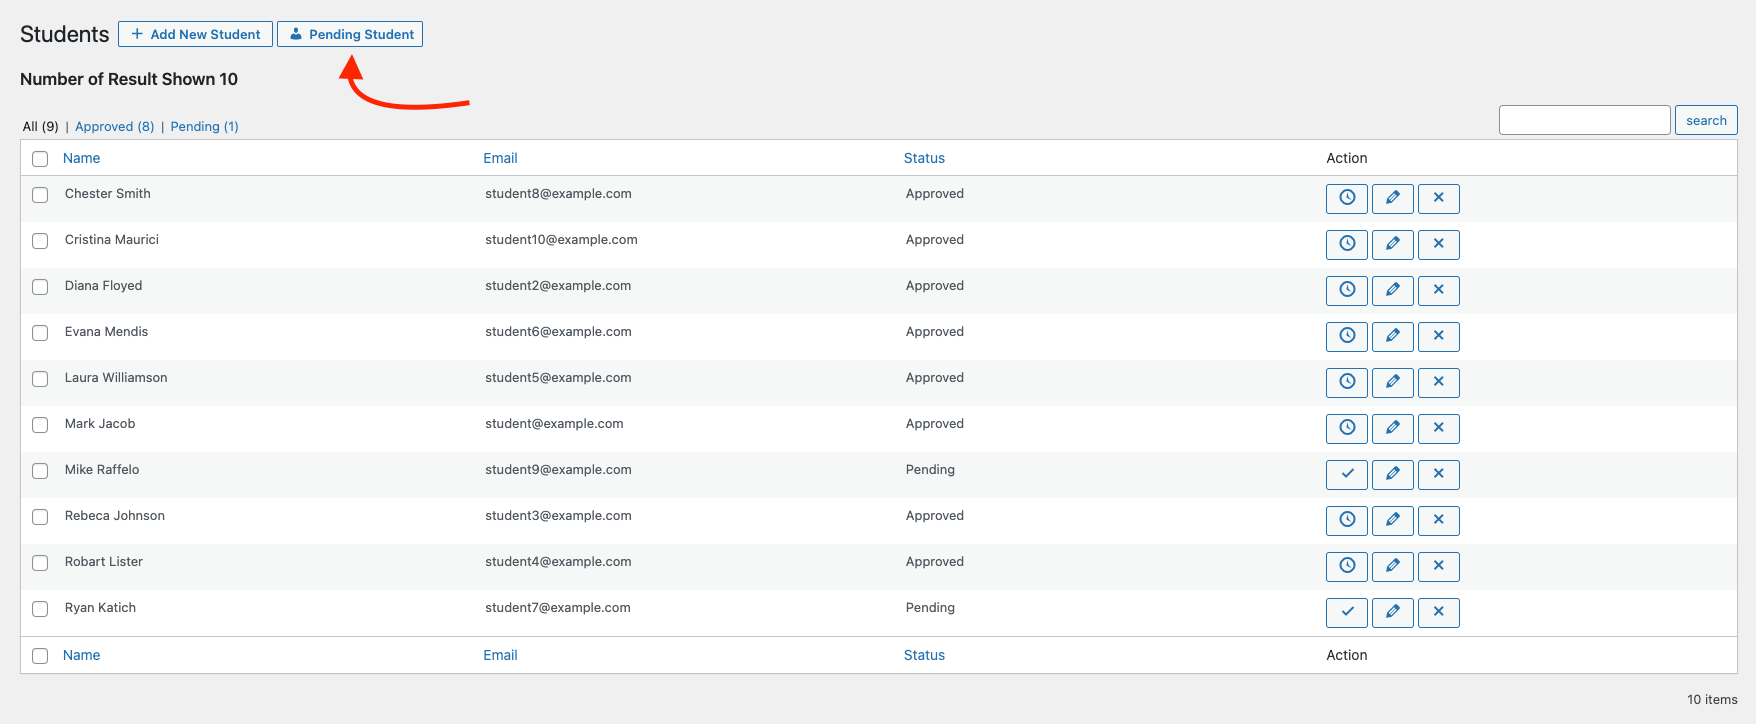 Students + Add New Student Pending Student
Number of Result Shown 10
All (9) | Approved (8) | Pending (1) search
Name Email Status Action
Chester Smith student8@example.com Approved
Cristina Maurici student10@example.com Approved
Diana Floyed student2@example.com Approved
Evana Mendis student6@example.com Approved
Laura Williamson student5@example.com Approved
Mark Jacob student@example.com Approved
Mike Raffelo student9@example.com Pending
Rebeca Johnson student3@example.com Approved
Robart Lister student4@example.com Approved
Ryan Katich student7@example.com Pending
Name Email Status Action
10 items